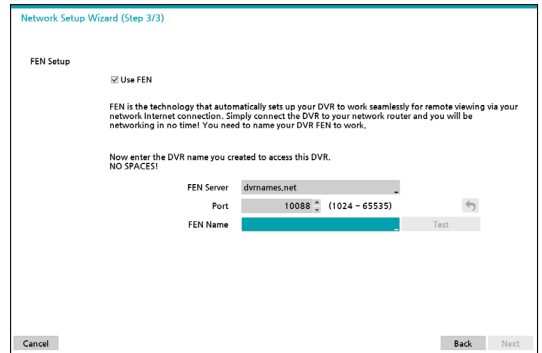 Network Setup Wizard (Step 3/3)
FEN Setup
Use FEN
FEN is the technology that automatically sets up your DVR to work seamlessly for remote viewing via your
network Internet connection. Simply connect the DVR to your network router and you will be
networking in no time! You need to name your DVR FEN to work.
Now enter the DVR name you created to access this DVR.
NO SPACES!
FEN Server dvrnames.net
Port 10088 (1024 ~ 65535)
FEN Name Test
Cancel Back Next